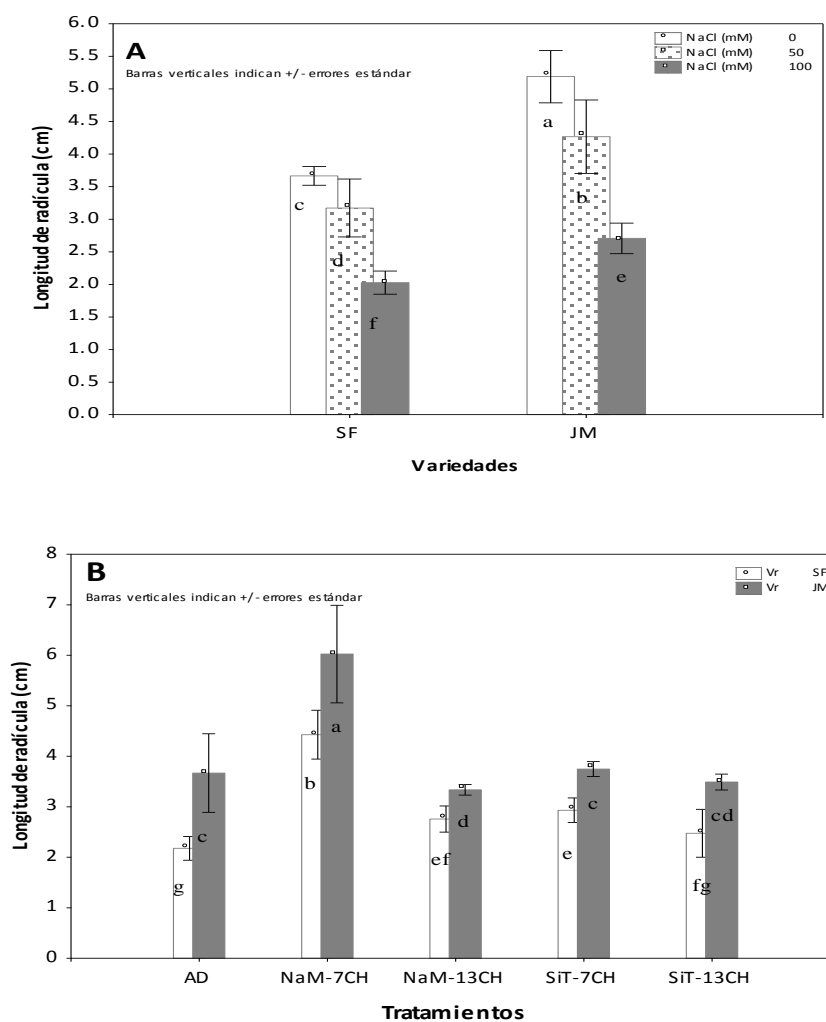 A
Barras verticales indican +/- errores estándar
NaCl (mM) 0
NaCl (mM) 50
NaCl (mM) 100
Longitud de radícula (cm)
6.0
5.5
5.0
4.5
4.0
3.5
3.0
2.5
2.0
1.5
1.0
0.5
0.0
c
d
f
a
b
e
SF
JM
Variedades
B
Barras verticales indican +/- errores estándar
Vr SF
Vr JM
Longitud de radícula (cm)
8
7
6
5
4
3
2
1
0
g
c
b
a
ef
d
e
c
fg
cd
AD
NaM-7CH
NaM-13CH
SiT-7CH
SiT-13CH
Tratamientos